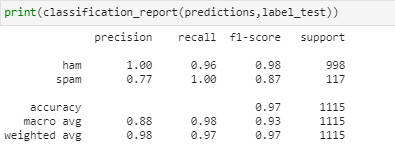 print(classification_report(predictions,label_test))
precision recall f1-score support
ham 1.00 0.96 0.98 998
spam 0.77 1.00 0.87 117
accuracy 0.97 1115
macro avg 0.88 0.98 0.93 1115
weighted avg 0.98 0.97 0.97 1115